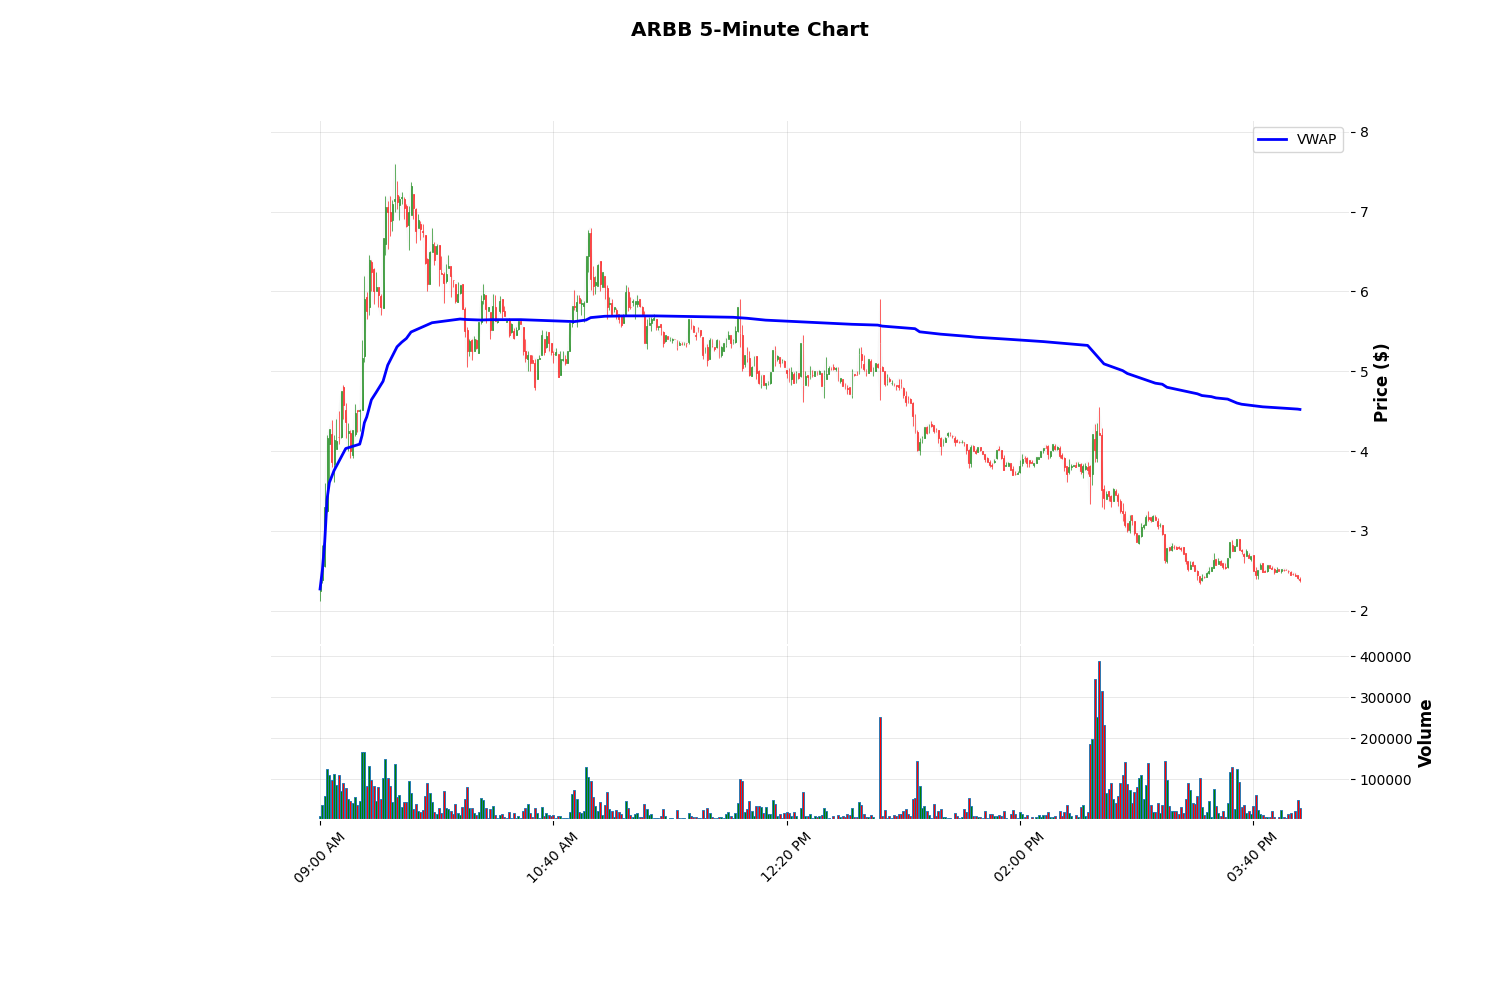 ARBB 5-Minute Chart
VWAP
8
7
6
5
4
3
2
Price ($)
400000
300000
200000
100000
Volume
09:00 AM
10:40 AM
12:20 PM
02:00 PM
03:40 PM